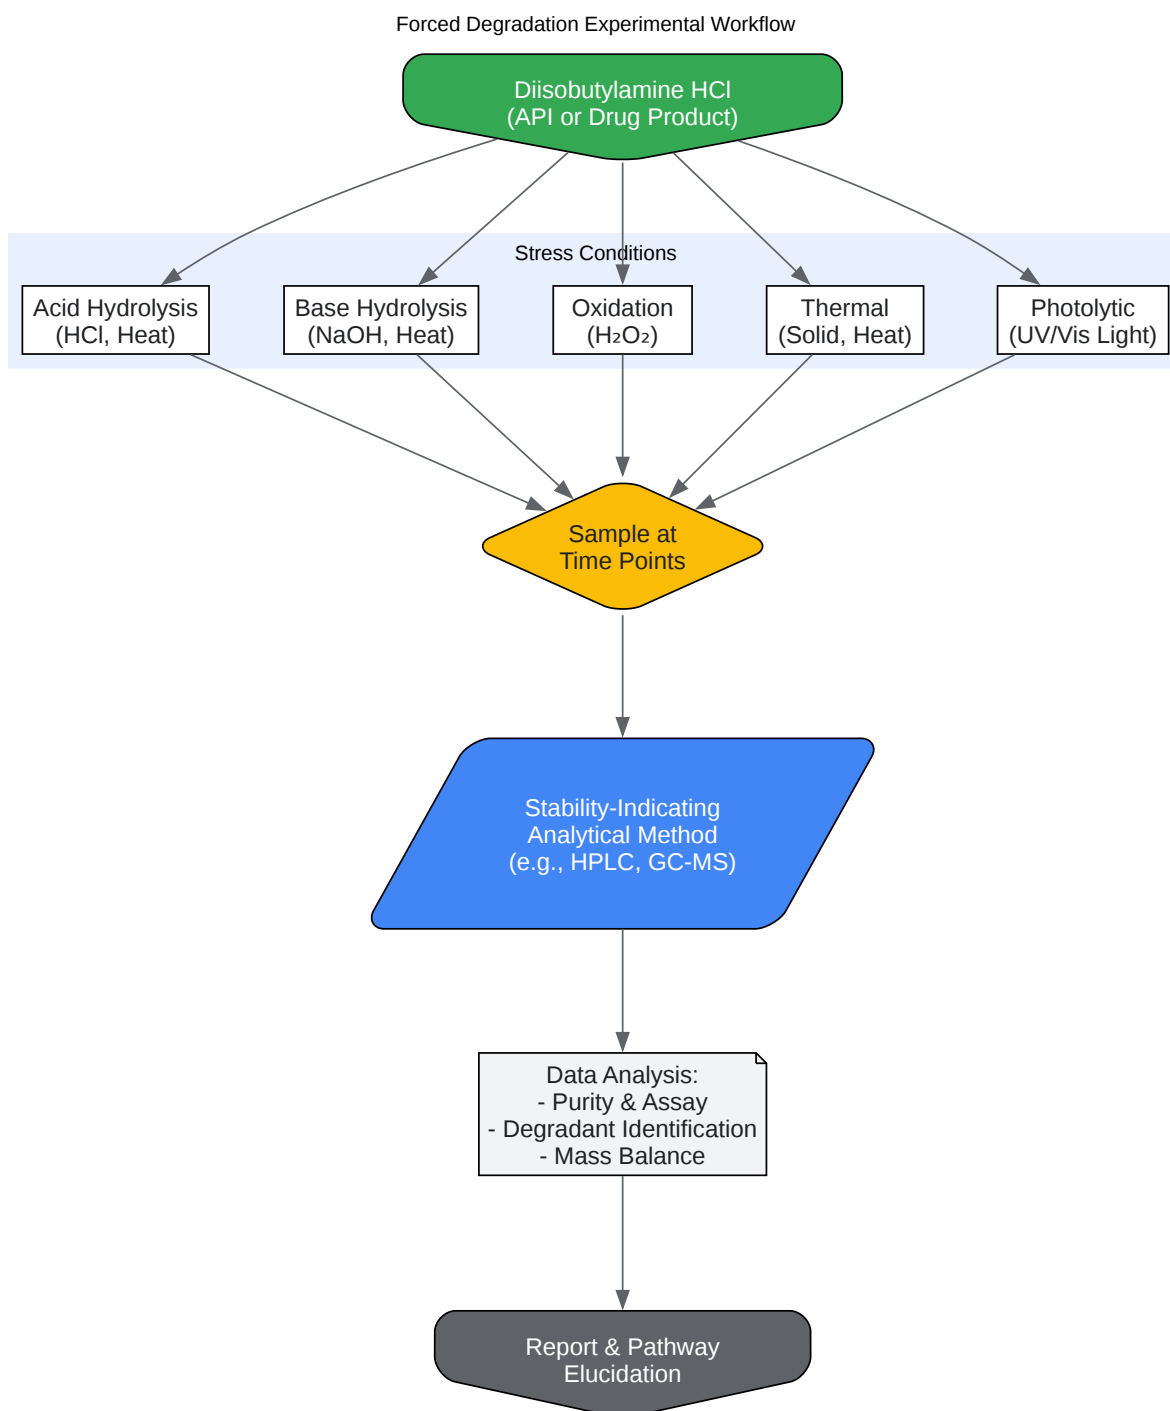 Forced Degradation Experimental Workflow
Diisobutylamine HCl
(API or Drug Product)
Stress Conditions
Acid Hydrolysis
(HCl, Heat)
Base Hydrolysis
(NaOH, Heat)
Oxidation
(H₂O₂)
Thermal
(Solid, Heat)
Photolytic
(UV/Vis Light)
Sample at
Time Points
Stability-Indicating
Analytical Method
(e.g., HPLC, GC-MS)
Data Analysis:
- Purity & Assay
- Degradant Identification
- Mass Balance
Report & Pathway
Elucidation